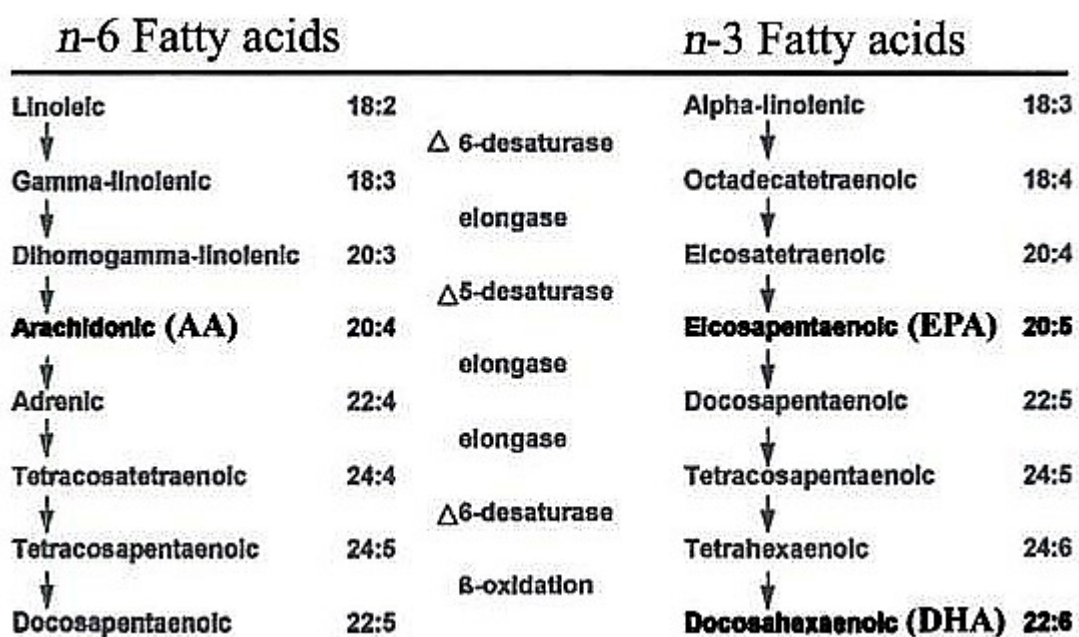 n-6 Fatty acids n-3 Fatty acids
Linoleic 18:2 Alpha-linolenic 18:3
Δ 6-desaturase
Gamma-linolenic 18:3 Octadecatetraenoic 18:4
elongase
Dihomogamma-linolenic 20:3 Eicosatetraenoic 20:4
Δ5-desaturase
Arachidonic (AA) 20:4 Eicosapentaenoic (EPA) 20:5
elongase
Adrenic 22:4 Docosapentaenoic 22:5
elongase
Tetracosatetraenoic 24:4 Tetracosapentaenoic 24:5
Δ6-desaturase
Tetracosapentaenoic 24:5 Tetrahexaenoic 24:6
ß-oxidation
Docosapentaenoic 22:5 Docosahexaenoic (DHA) 22:6